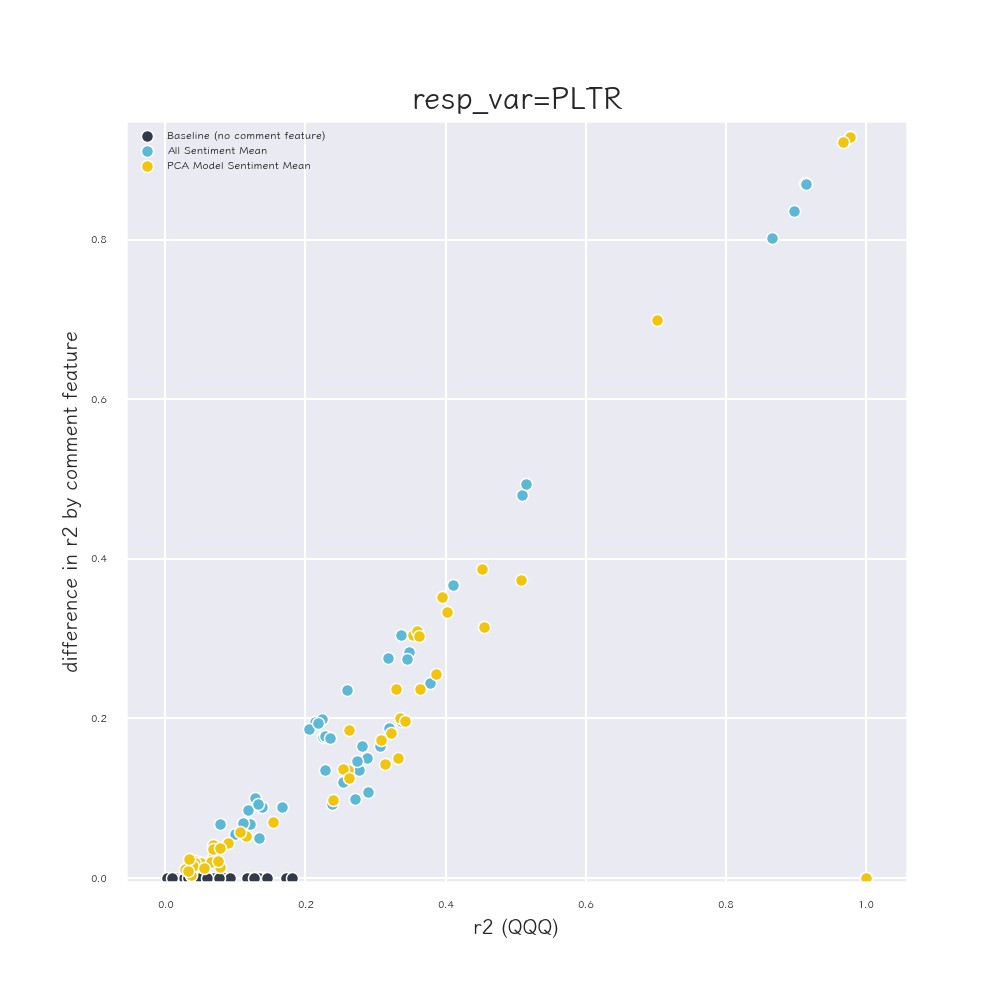 resp_var=PLTR
Baseline (no comment feature)
All Sentiment Mean
PCA Model Sentiment Mean
difference in r2 by comment feature
0.8
0.6
0.4
0.2
0.0
0.0 0.2 0.4 0.6 0.8 1.0
r2 (QQQ)